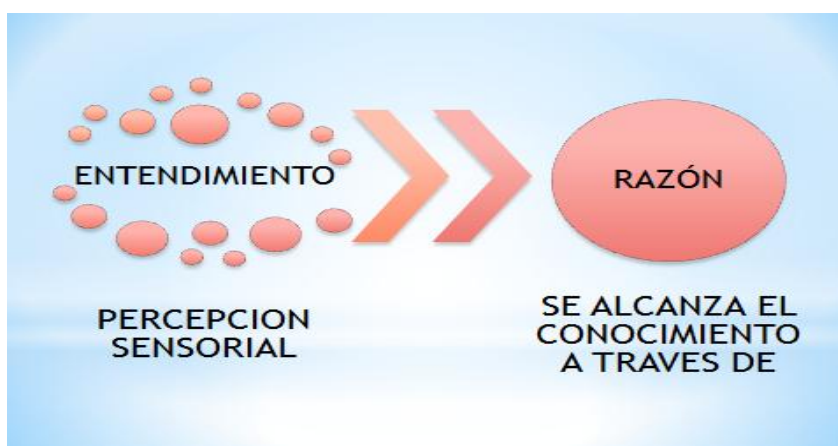 ENTENDIMIENTO
RAZÓN
PERCEPCION
SENSORIAL
SE ALCANZA EL
CONOCIMIENTO
A TRAVES DE